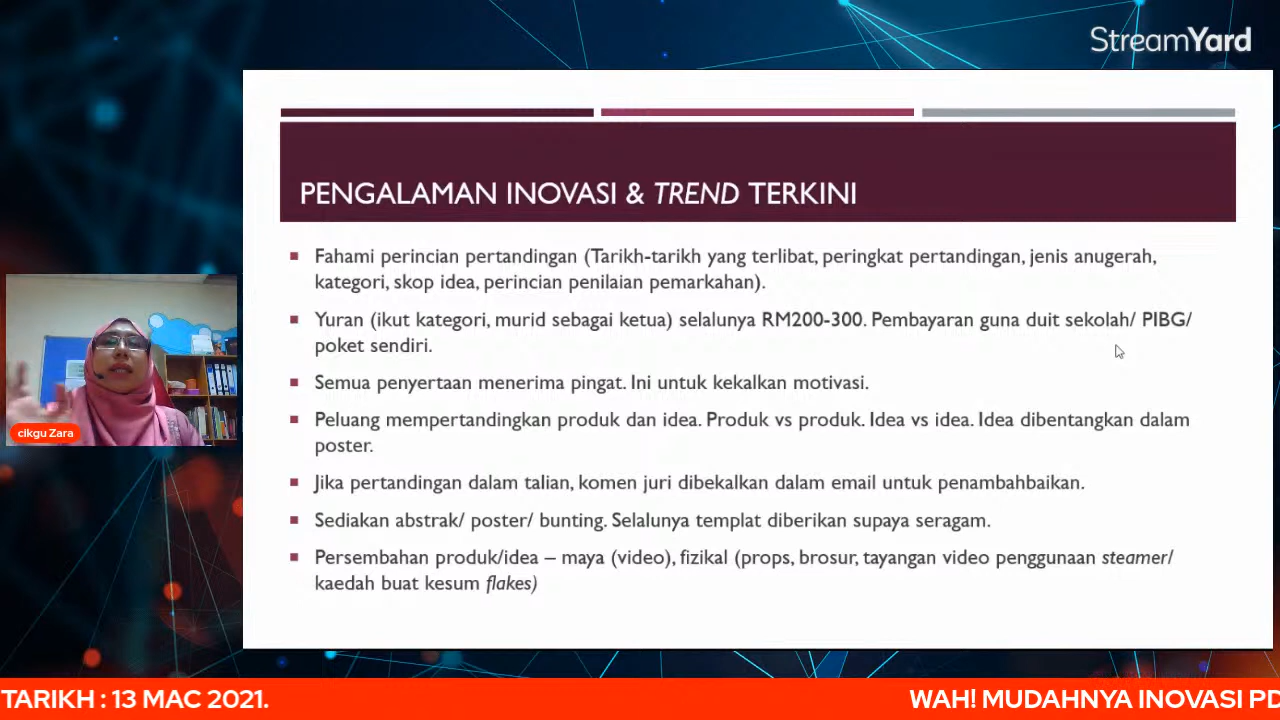 StreamYard
PENGALAMAN INOVASI & TREND TERKINI
Fahami perincian pertandingan (Tarikh-tarikh yang terlibat, peringkat pertandingan, jenis anugerah,
kategori, skop idea, perincian penilaian pemarkahan).
Yuran (ikut kategori, murid sebagai ketua) selalunya RM200-300. Pembayaran guna duit sekolah/ PIBG/
poket sendiri.
Semua penyertaan menerima pingat. Ini untuk kekalkan motivasi.
Peluang mempertandingkan produk dan idea. Produk vs produk. Idea vs idea. Idea dibentangkan dalam
poster.
Jika pertandingan dalam talian, komen juri dibekalkan dalam email untuk penambahbaikan.
Sediakan abstrak/ poster/ bunting. Selalunya templat diberikan supaya seragam.
Persembahan produk/idea – maya (video), fizikal (props, brosur, tayangan video penggunaan steamer/
kaedah buat kesum flakes)
cikgu Zara
TARIKH : 13 MAC 2021.
WAH! MUDAHNYA INOVASI PD